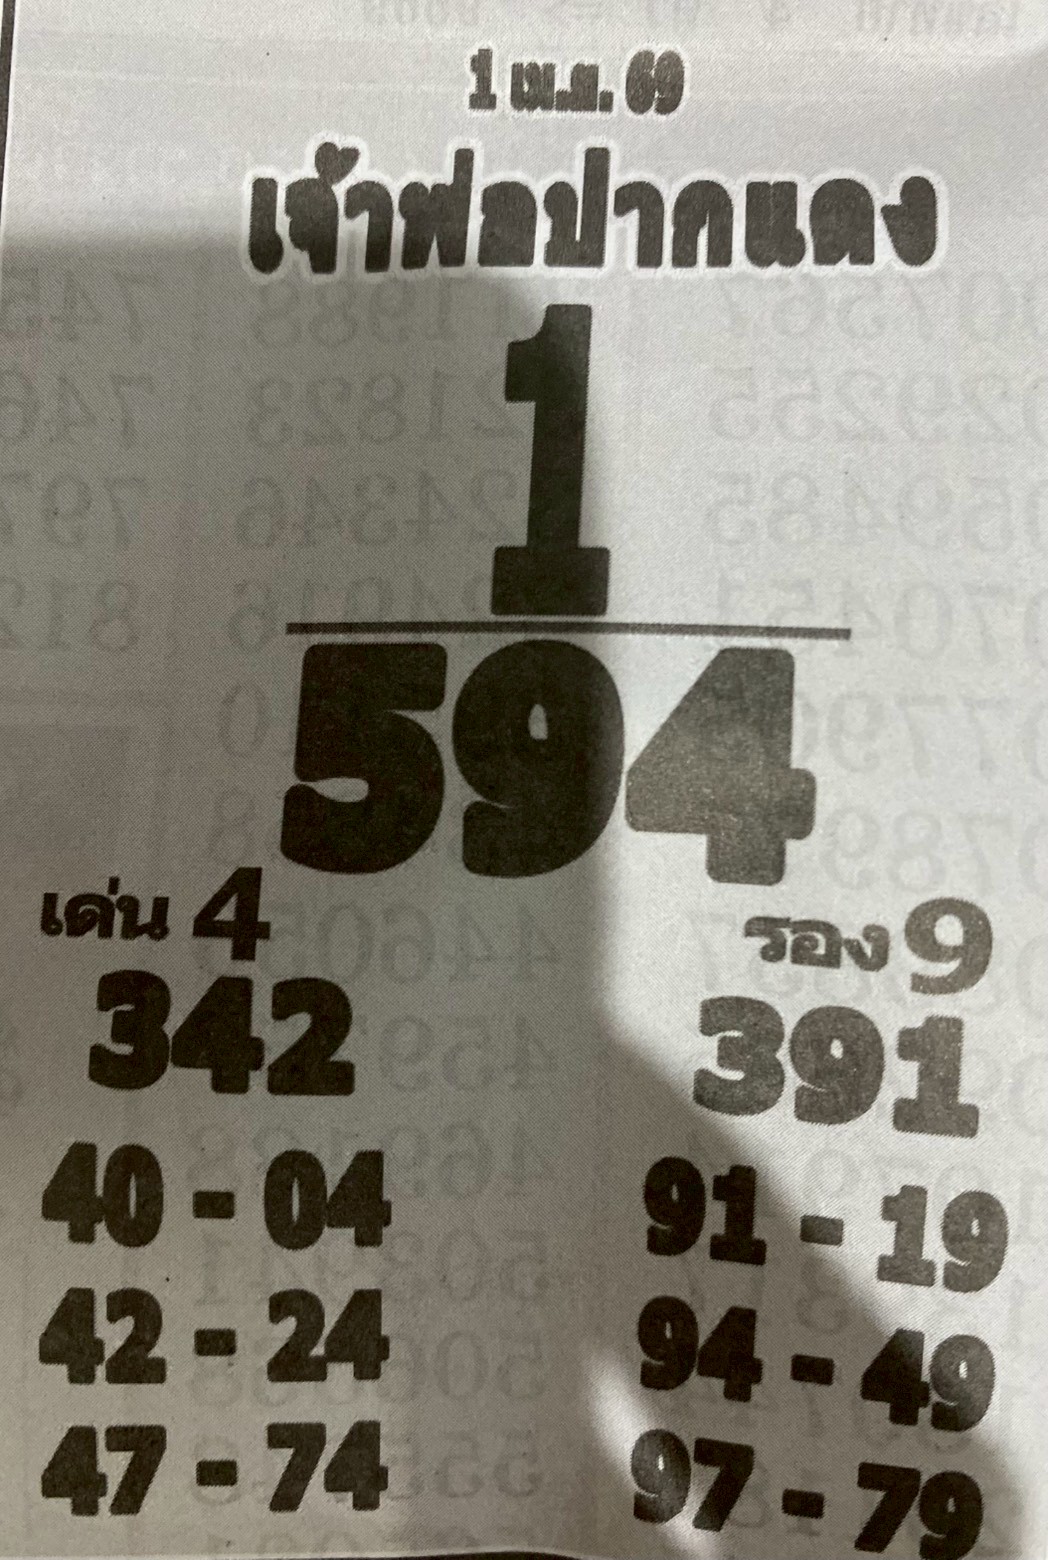 1 เม.ย. 69
เจ้าพ่อปากแดง
1
594
เด่น 4
342
40 - 04
42 - 24
47 - 74
รอง 9
391
91 - 19
94 - 49
97 - 79